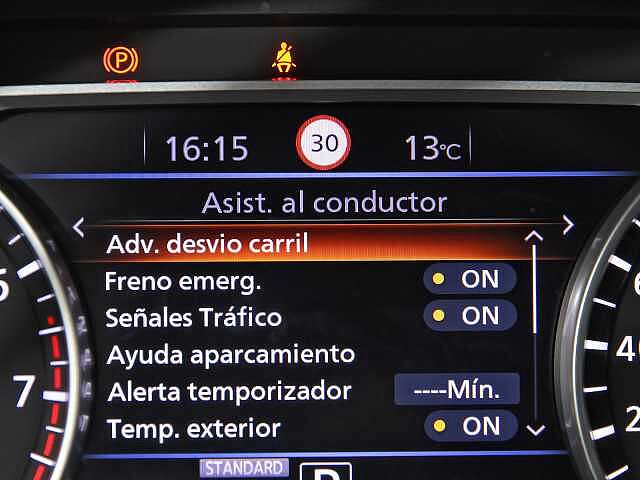 P
16:15 30 13°C
Asist. al conductor
Adv. desvio carril
Freno emerg. ON
Señales Tráfico ON
Ayuda aparcamiento
Alerta temporizador ----Mín.
Temp. exterior ON
7
STANDARD